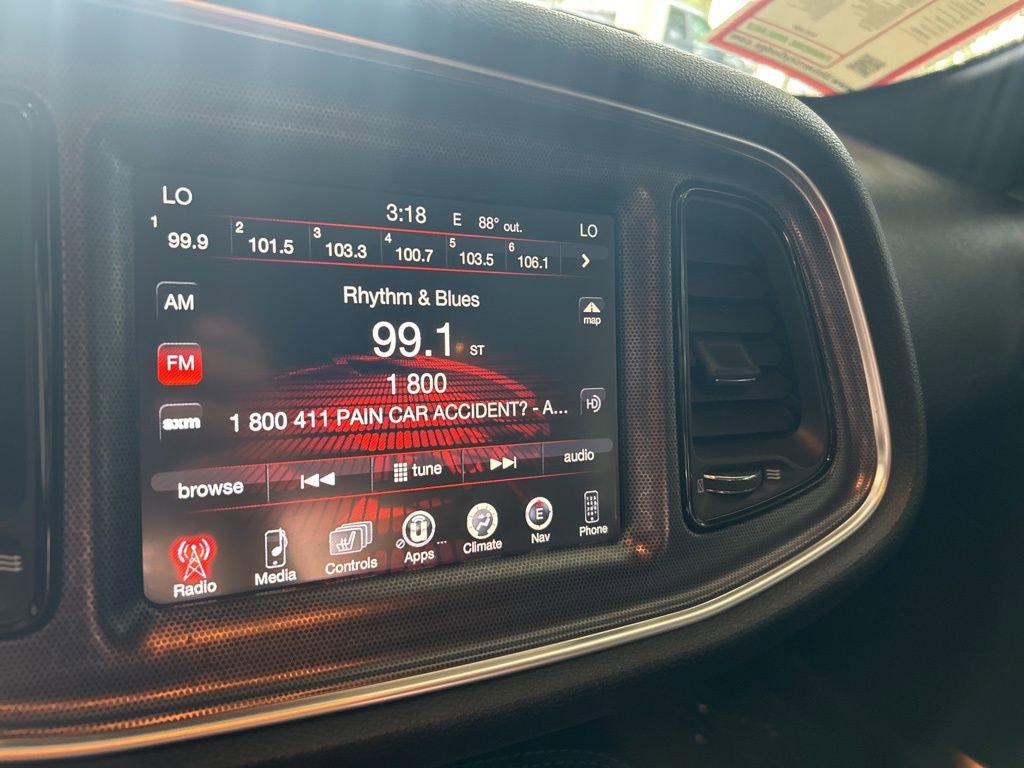 LO 3:18 E 88° out. LO
1 99.9 2 101.5 3 103.3 4 100.7 5 103.5 6 106.1
AM Rhythm & Blues map
FM 99.1 ST
1 800
sxm 1 800 411 PAIN CAR ACCIDENT? - A... HD
browse tune audio
Radio Media Controls Apps ... Climate E Nav Phone